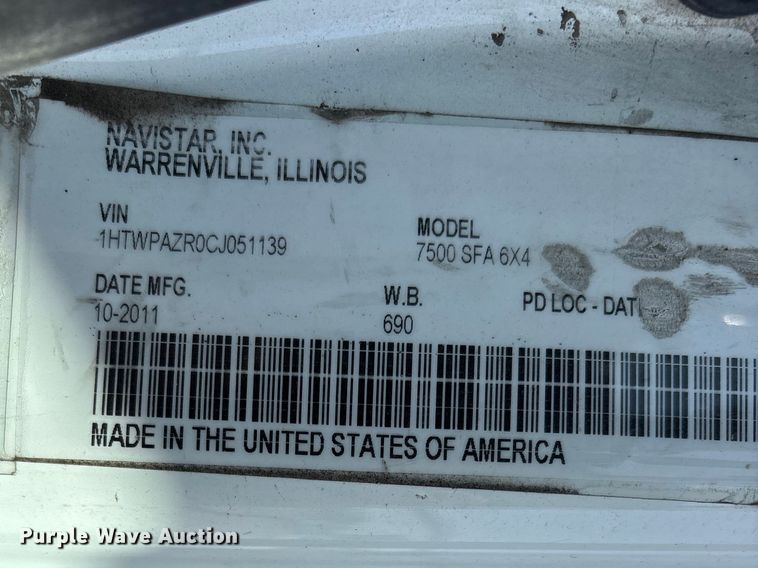 NAVISTAR, INC.
WARRENVILLE, ILLINOIS
VIN
1HTWPAZR0CJ051139
MODEL
7500 SFA 6X4
DATE MFG.
10-2011
W.B.
690
PD LOC - DAT
MADE IN THE UNITED STATES OF AMERICA
Purple Wave Auction